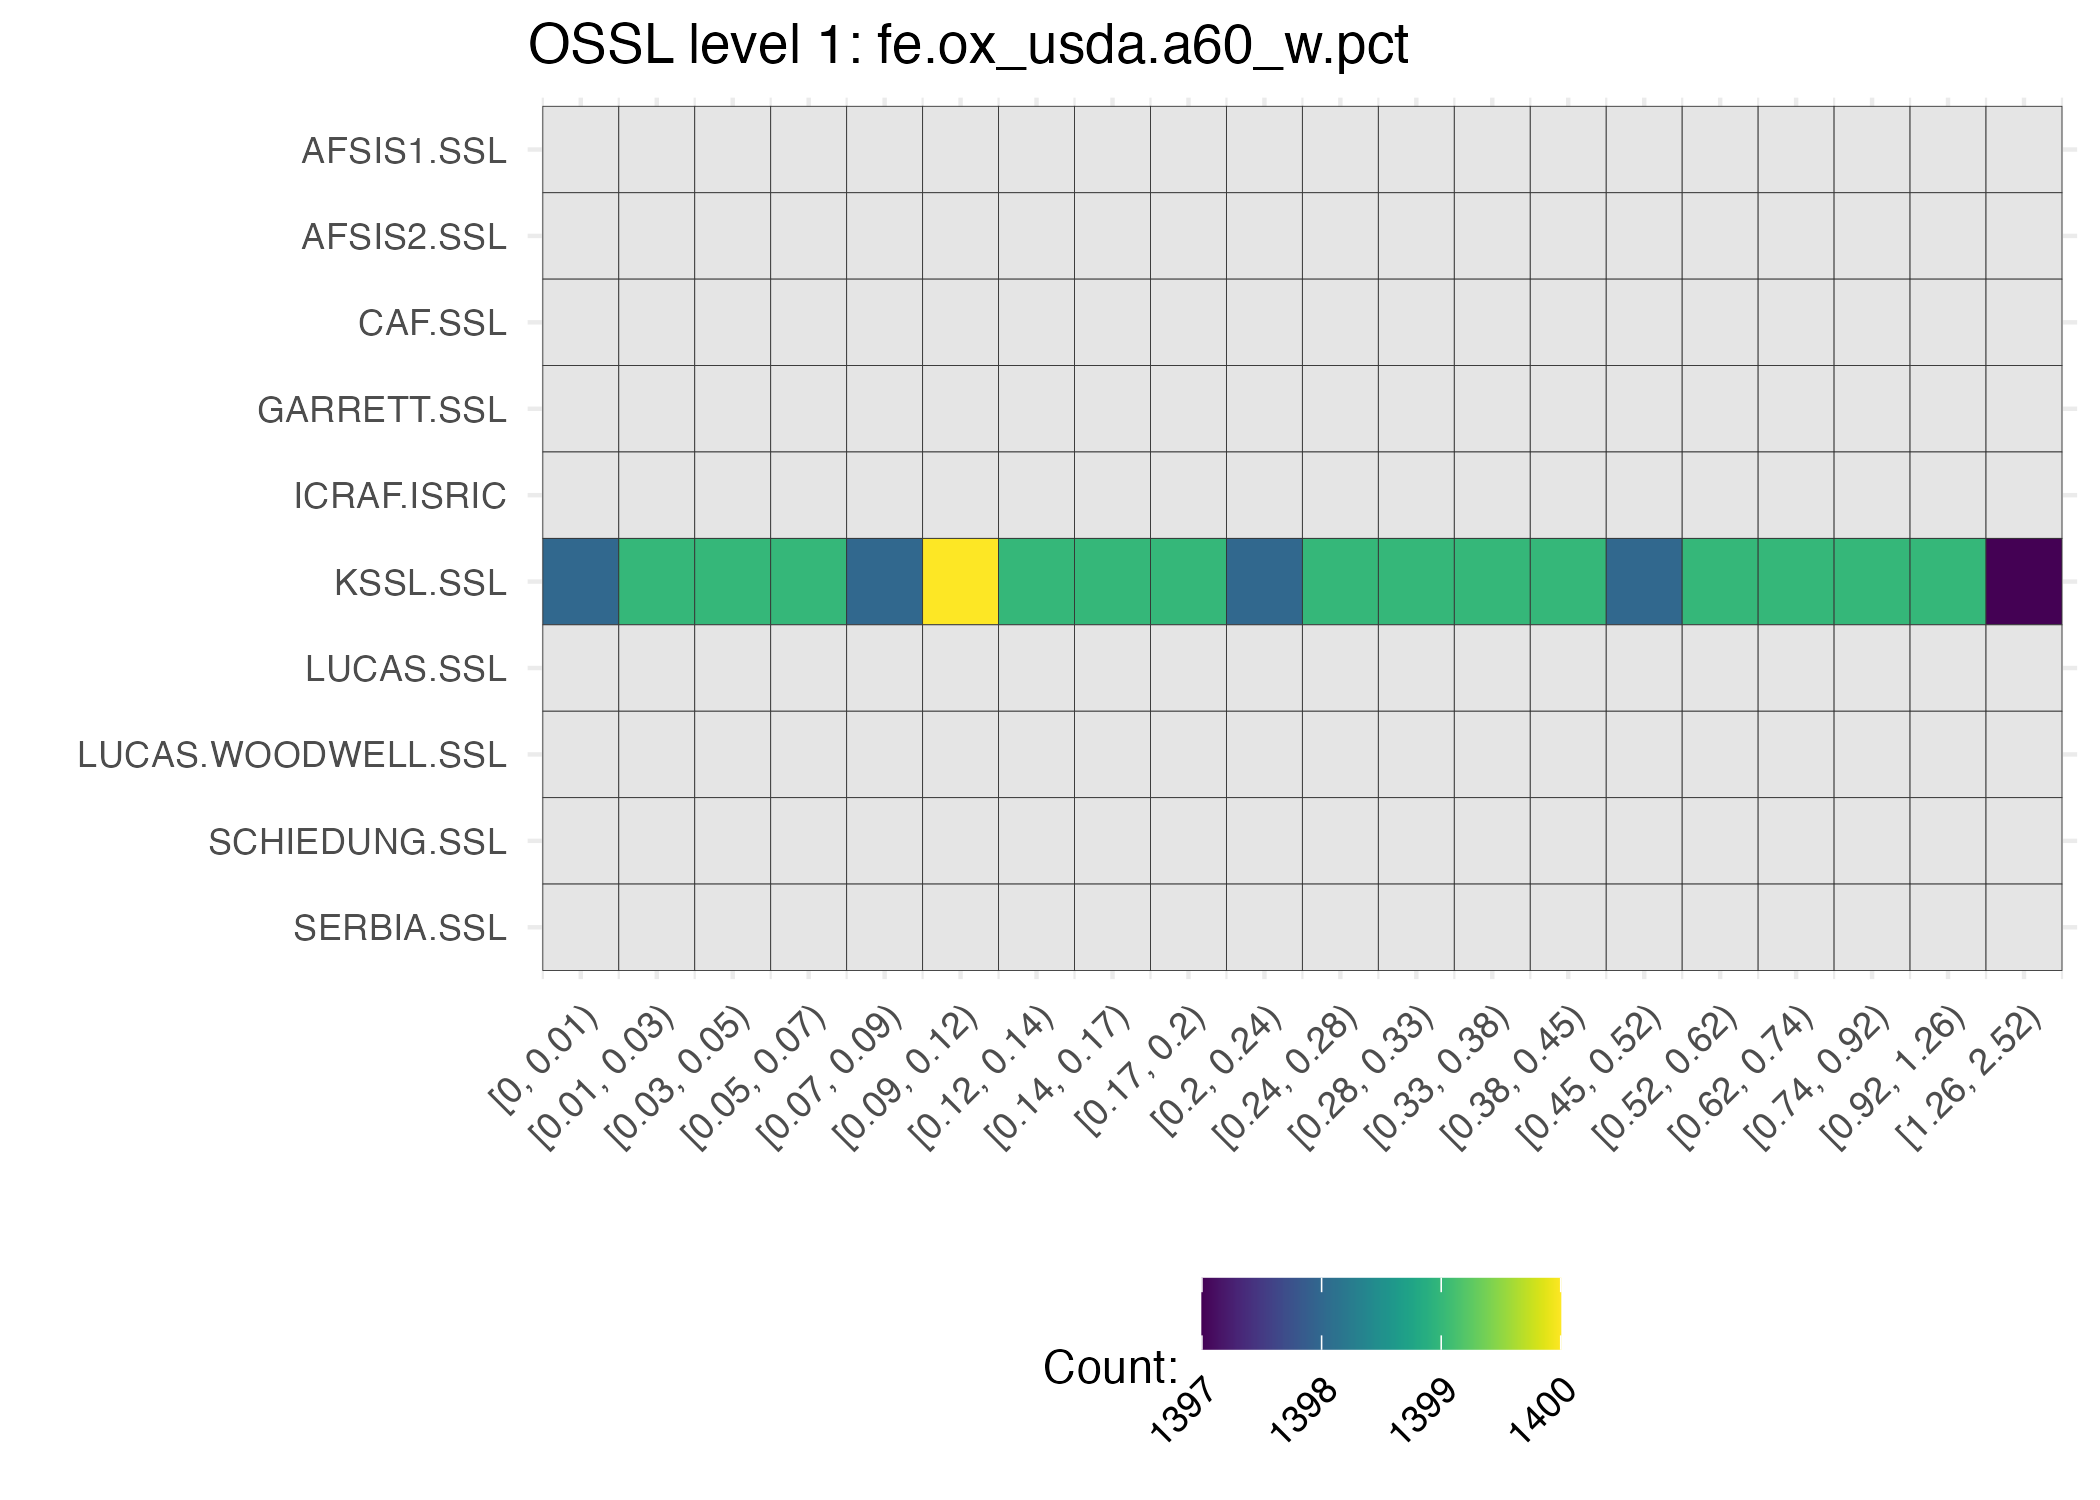 OSSL level 1: fe.ox_usda.a60_w.pct
AFSIS1.SSL
AFSIS2.SSL
CAF.SSL
GARRETT.SSL
ICRAF.ISRIC
KSSL.SSL
LUCAS.SSL
LUCAS.WOODWELL.SSL
SCHIEDUNG.SSL
SERBIA.SSL
[0, 0.01)
[0.01, 0.03)
[0.03, 0.05)
[0.05, 0.07)
[0.07, 0.09)
[0.09, 0.12)
[0.12, 0.14)
[0.14, 0.17)
[0.17, 0.2)
[0.2, 0.24)
[0.24, 0.28)
[0.28, 0.33)
[0.33, 0.38)
[0.38, 0.45)
[0.45, 0.52)
[0.52, 0.62)
[0.62, 0.74)
[0.74, 0.92)
[0.92, 1.26)
[1.26, 2.52)
Count:
1397
1398
1399
1400